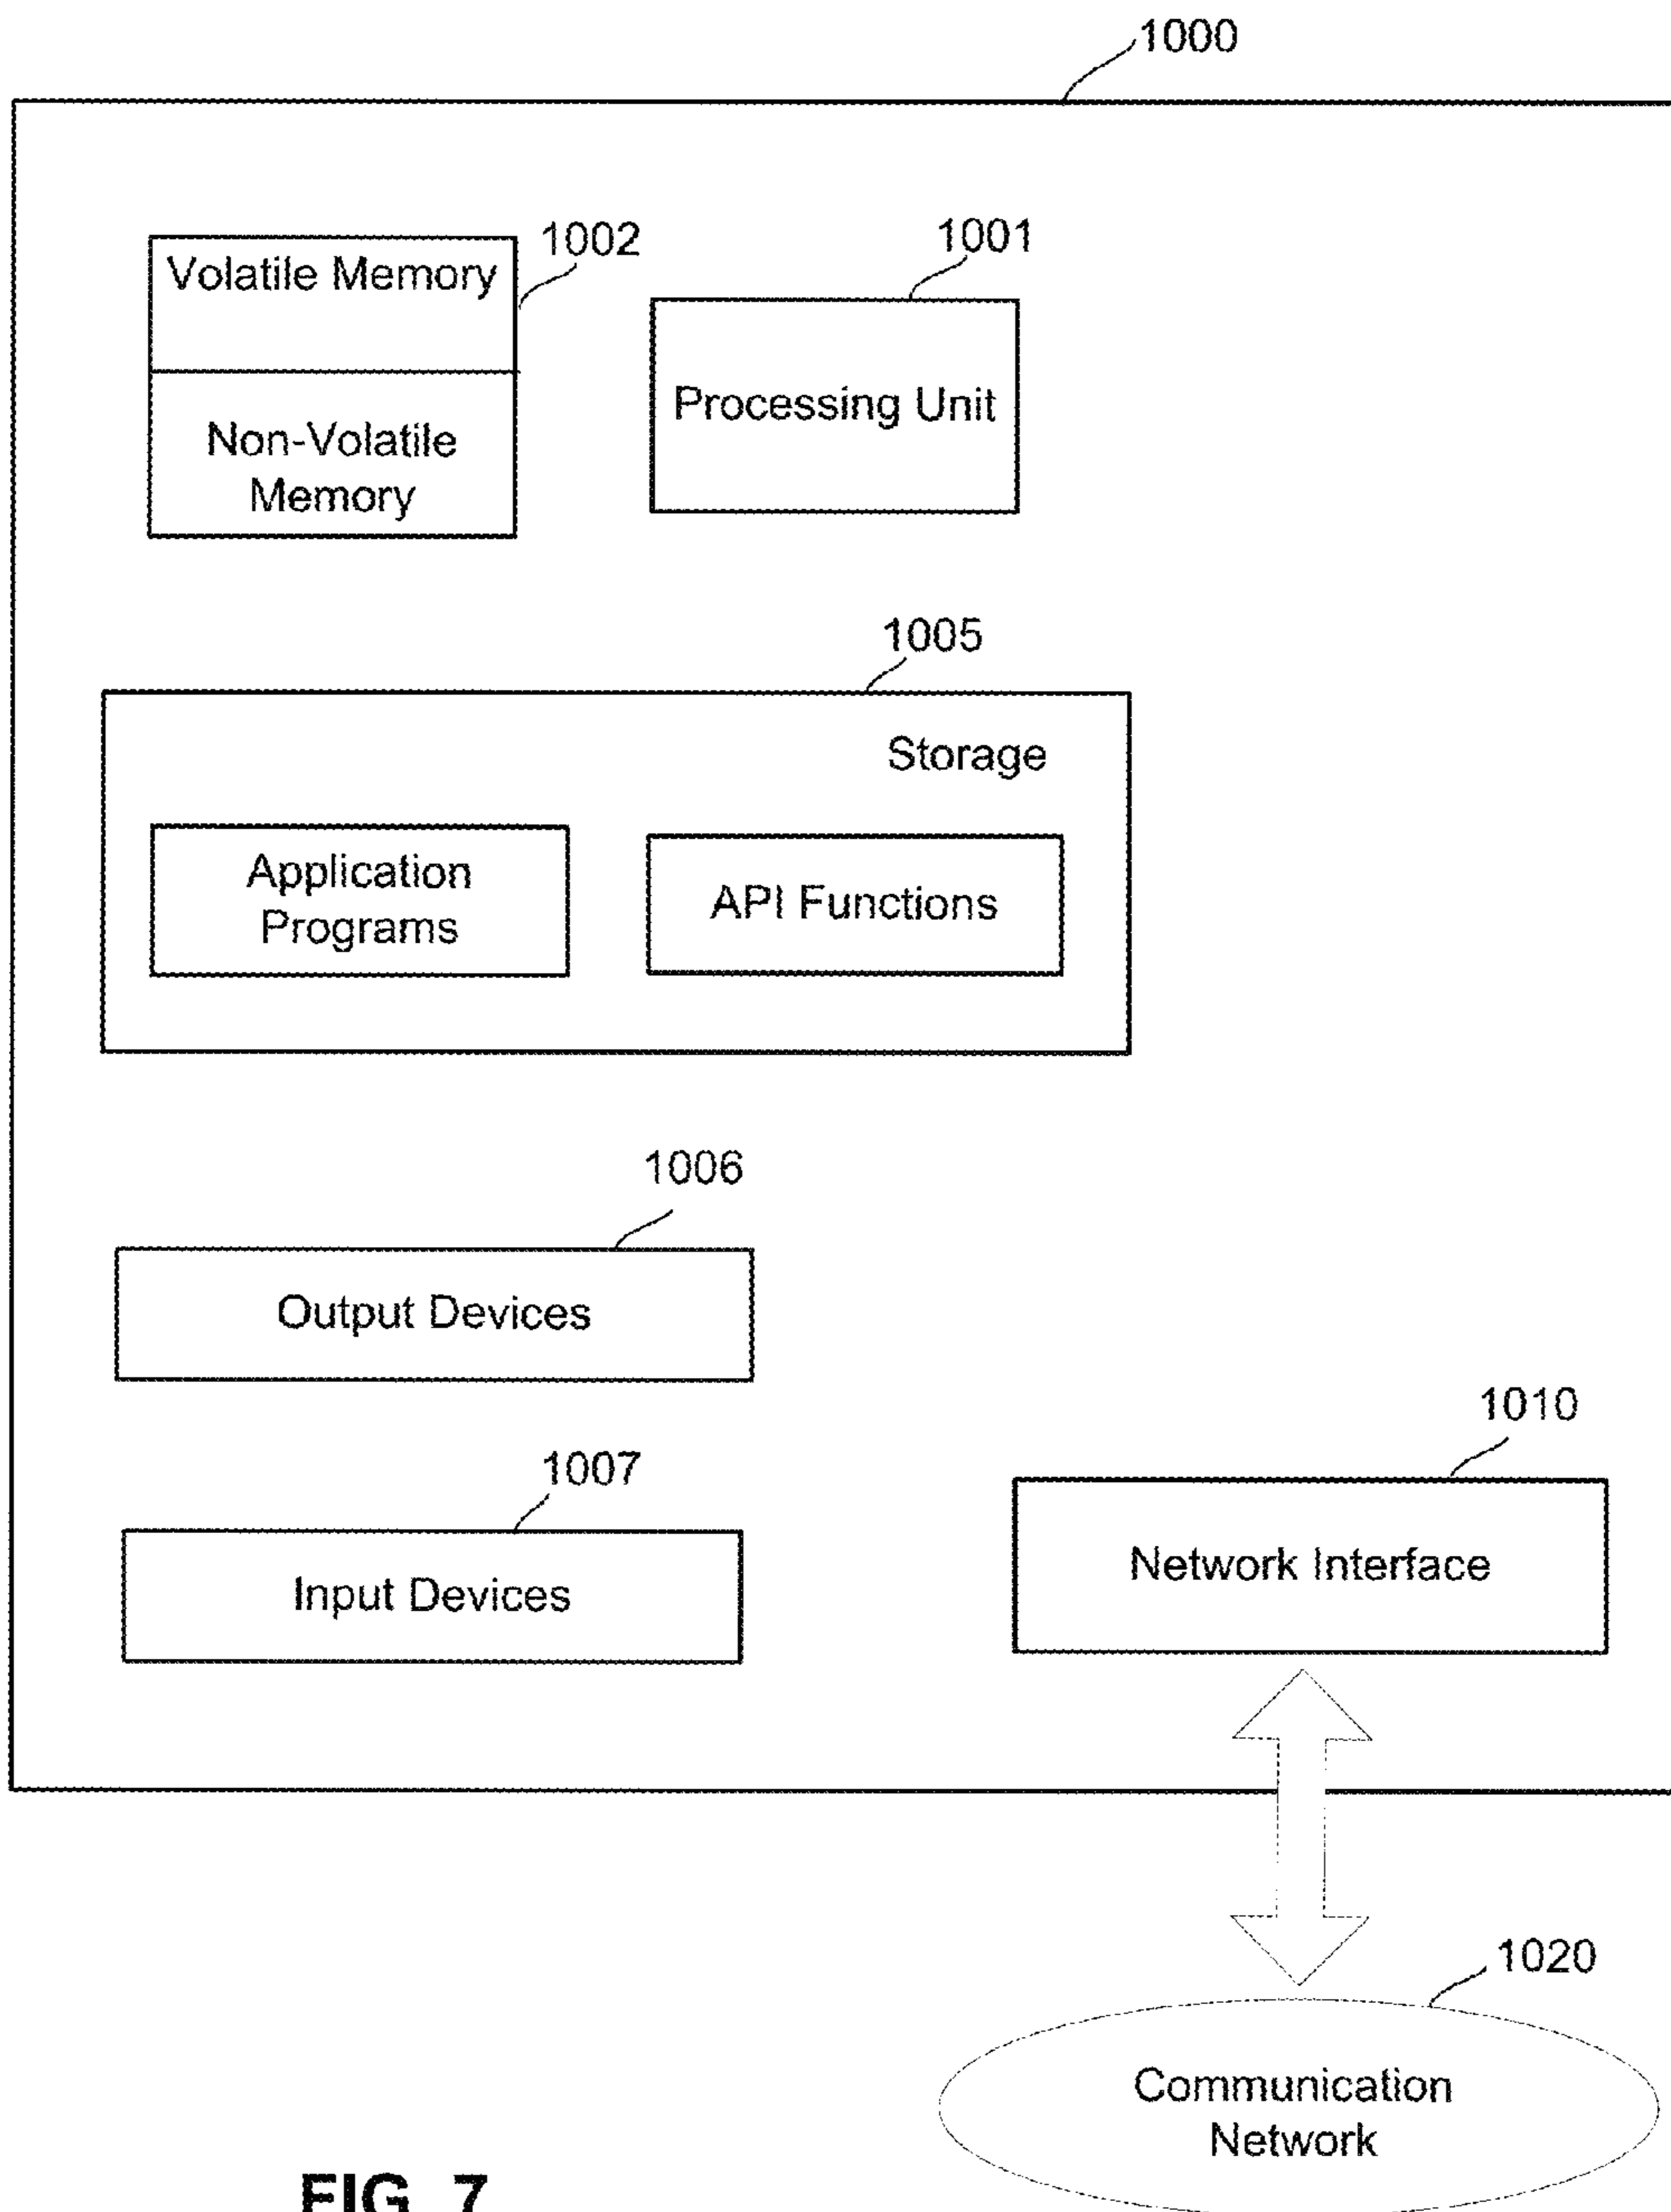 1000
1002
1001
Volatile Memory
Processing Unit
Non-Volatile
Memory
1005
Storage
Application
Programs
API Functions
1006
Output Devices
1010
1007
Network Interface
Input Devices
1020
Communication
Network
FIG. 7